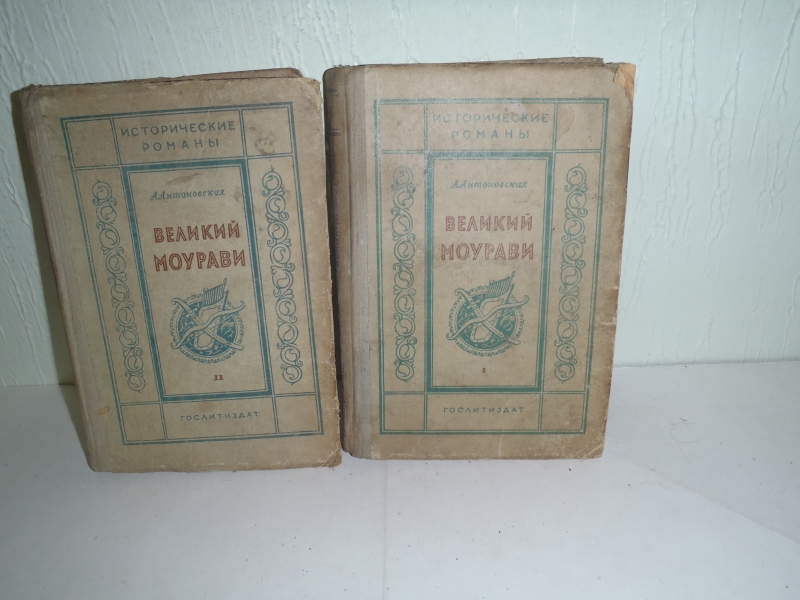 ИСТОРИЧЕСКИЕ
РОМАНЫ
А.Антоновская
ВЕЛИКИЙ
МОУРАВИ
II
ГОСЛИТИЗДАТ
ИСТОРИЧЕСКИЕ
РОМАНЫ
А.Антоновская
ВЕЛИКИЙ
МОУРАВИ
I
ГОСЛИТИЗДАТ